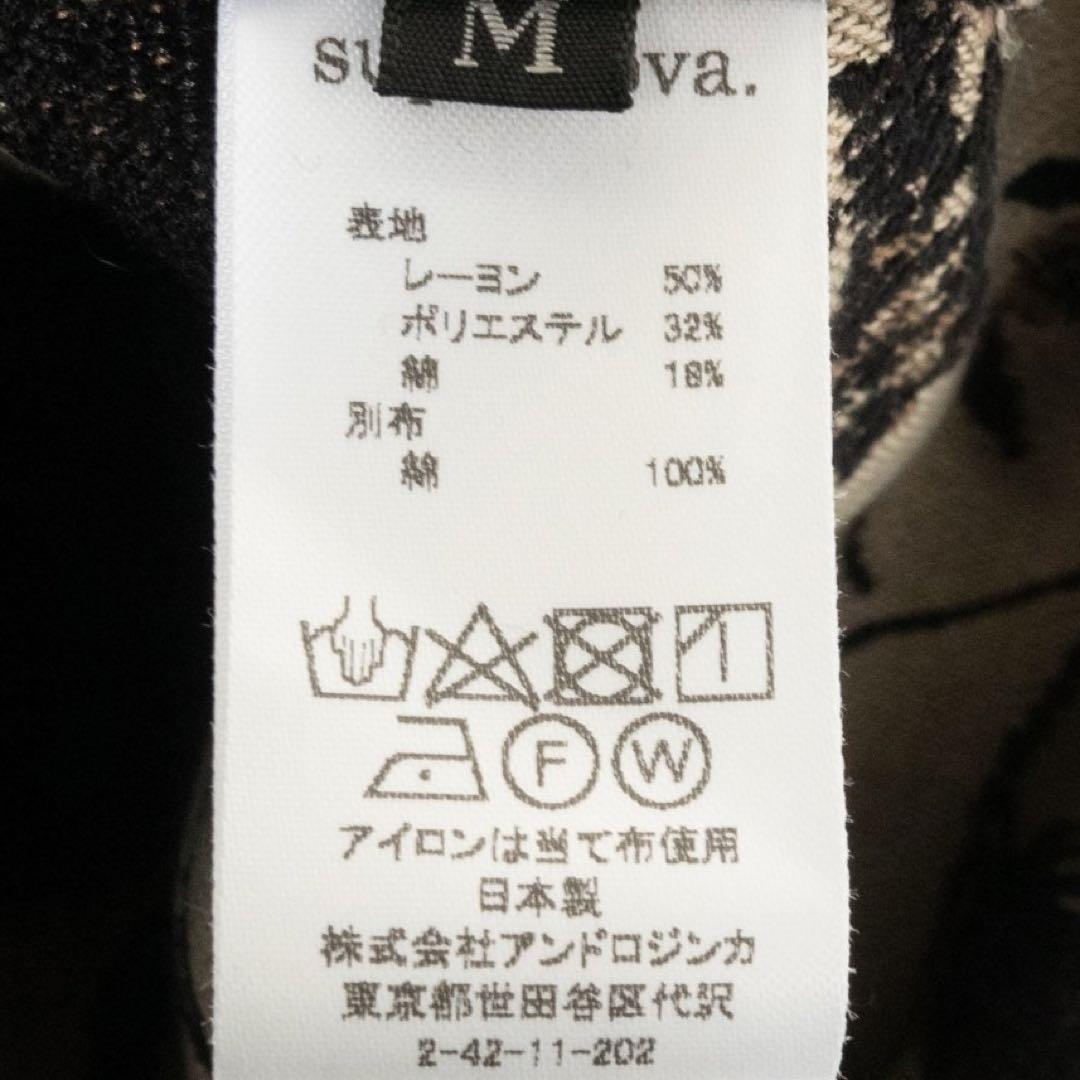 M
表地
レーヨン 50%
ポリエステル 32%
綿 18%
別布
綿 100%
F W
アイロンは当て布使用
日本製
株式会社アンドロジンカ
東京都世田谷区代沢
2-42-11-202